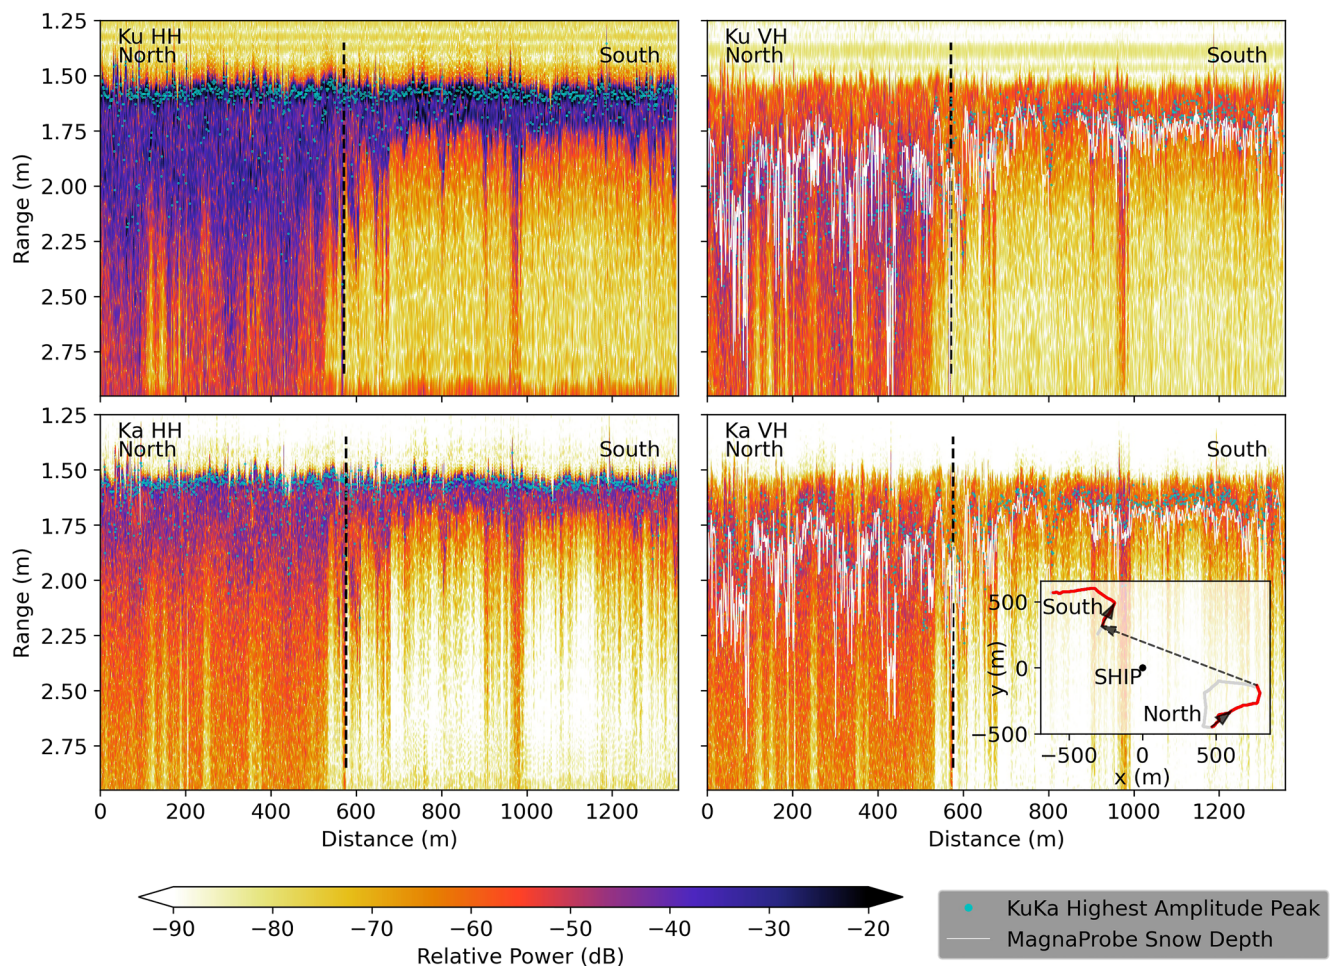 Ku HH
North
South
Ku VH
North
South
1.25
1.50
1.75
2.00
2.25
2.50
2.75
Range (m)
Ka HH
North
South
Ka VH
North
South
1.25
1.50
1.75
2.00
2.25
2.50
2.75
Range (m)
0
200
400
600
800
1000
1200
Distance (m)
0
200
400
600
800
1000
1200
Distance (m)
South
SHIP
North
500
0
−500
y (m)
−500
0
500
x (m)
−90
−80
−70
−60
−50
−40
−30
−20
Relative Power (dB)
KuKa Highest Amplitude Peak
MagnaProbe Snow Depth